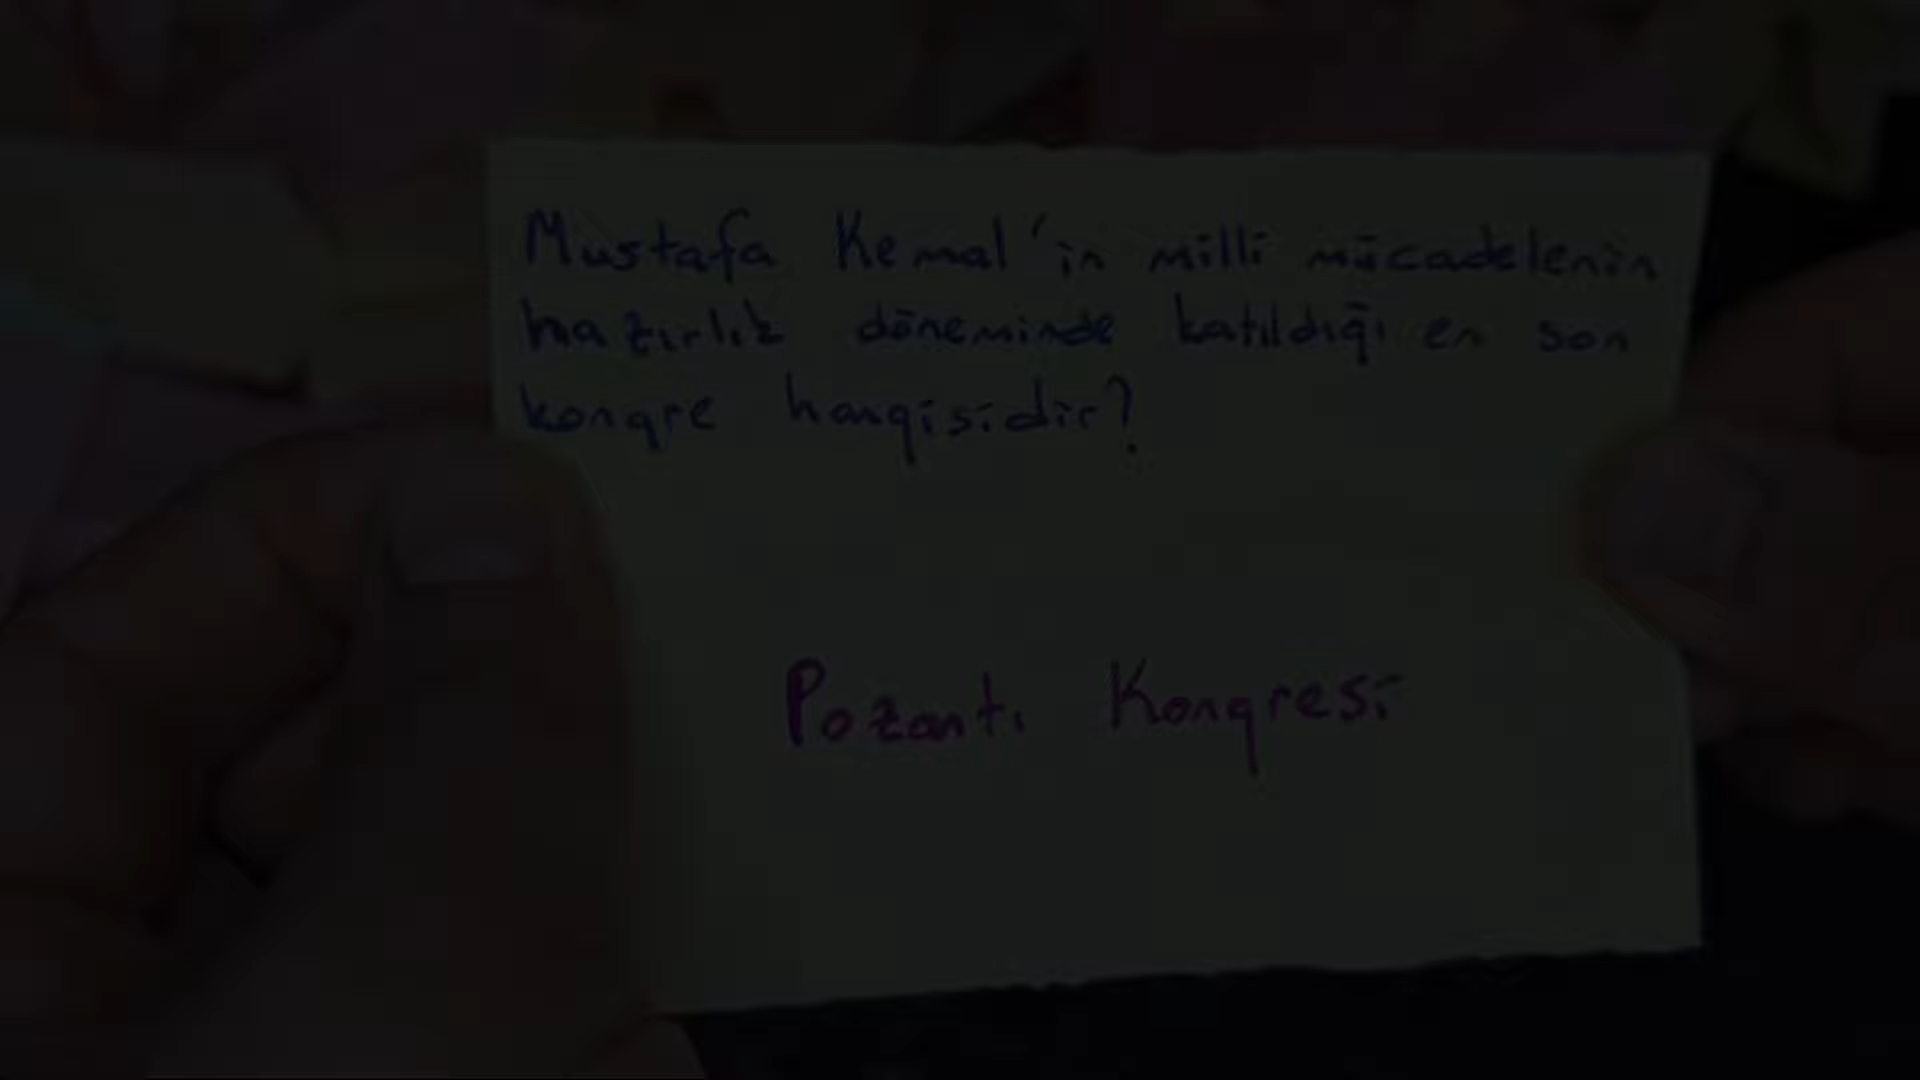 Mustafa Kemal'in milli mücadelenin
hazırlık döneminde katıldığı en son
kongre hangisidir?
Pozantı Kongresi